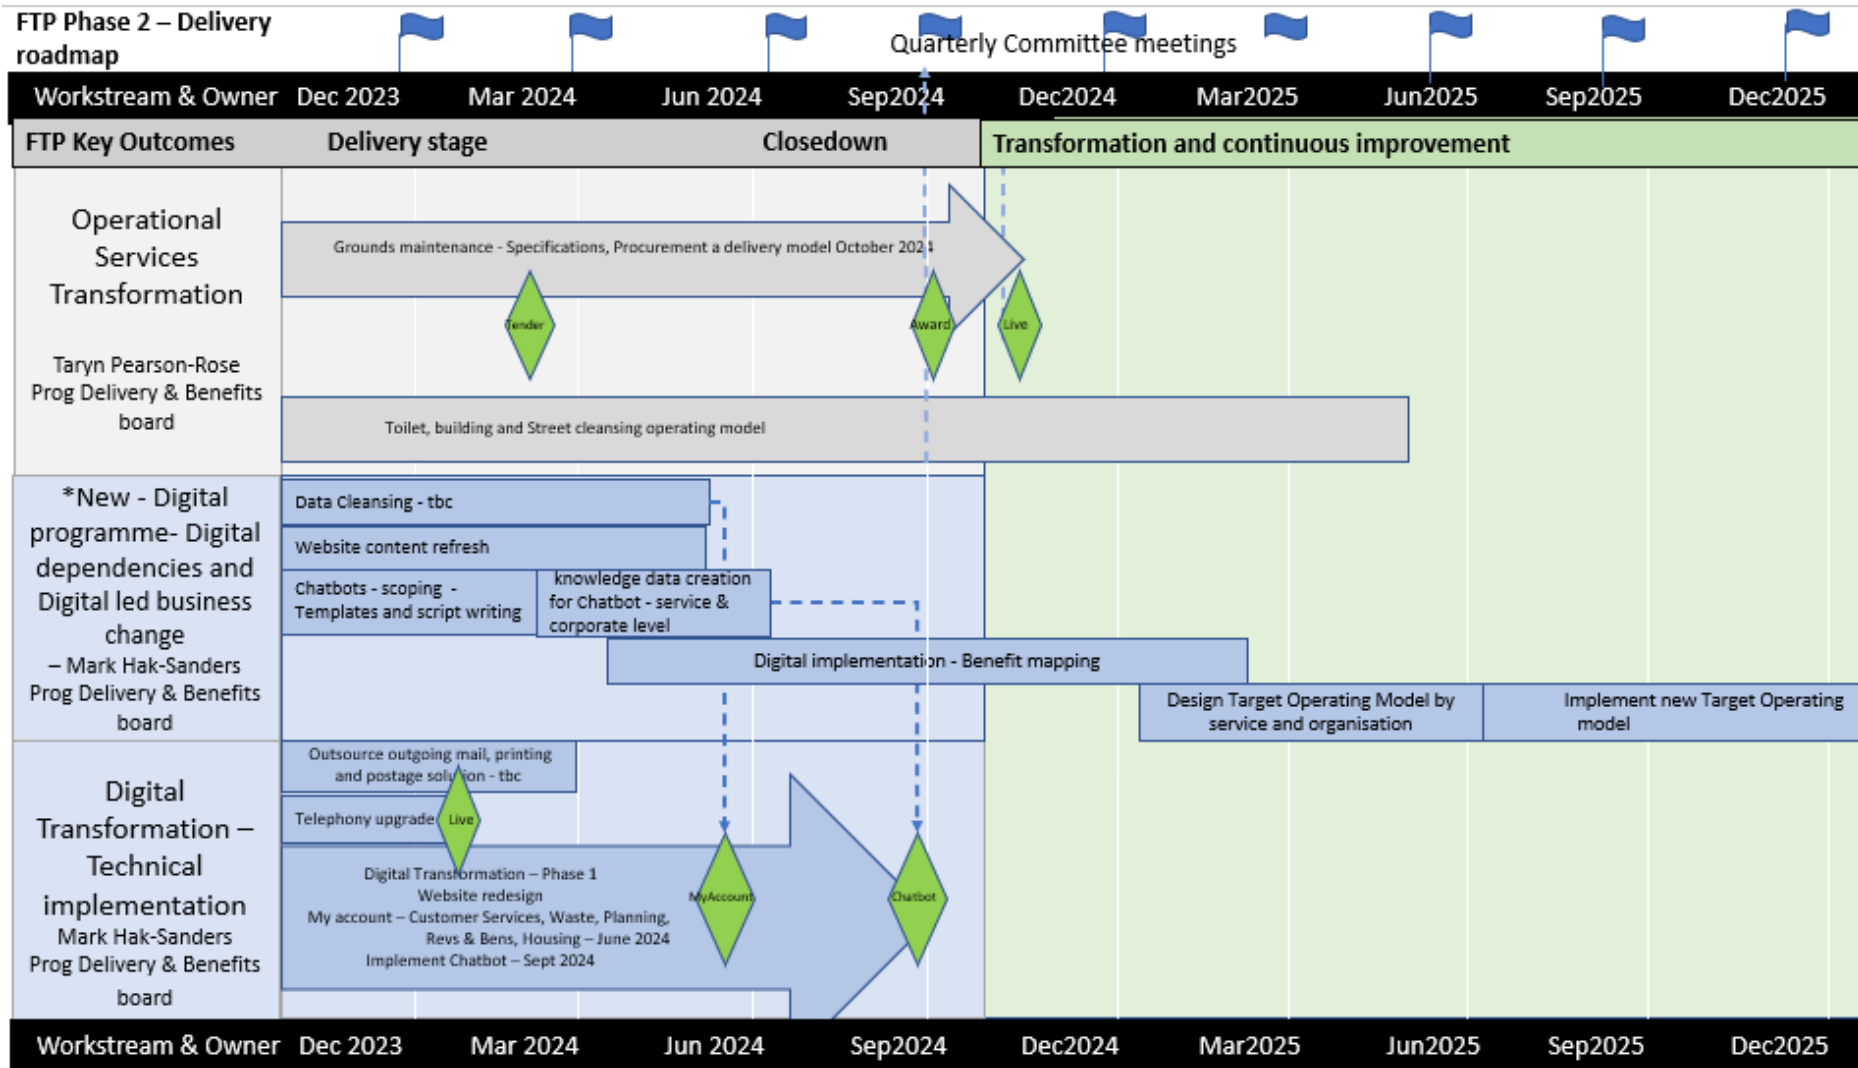 FTP Phase 2 – Delivery
roadmap
Quarterly Committee meetings
Workstream & Owner Dec 2023 Mar 2024 Jun 2024 Sep2024 Dec2024 Mar2025 Jun2025 Sep2025 Dec2025
FTP Key Outcomes Delivery stage Closedown Transformation and continuous improvement
Operational
Services
Transformation
Taryn Pearson-Rose
Prog Delivery & Benefits
board
Grounds maintenance - Specifications, Procurement a delivery model October 2024
Tender
Award
Live
Toilet, building and Street cleansing operating model
*New - Digital
programme- Digital
dependencies and
Digital led business
change
– Mark Hak-Sanders
Prog Delivery & Benefits
board
Data Cleansing - tbc
Website content refresh
Chatbots - scoping -
Templates and script writing
knowledge data creation
for Chatbot - service &
corporate level
Digital implementation - Benefit mapping
Design Target Operating Model by
service and organisation
Implement new Target Operating
model
Digital
Transformation –
Technical
implementation
Mark Hak-Sanders
Prog Delivery & Benefits
board
Outsource outgoing mail, printing
and postage solution - tbc
Telephony upgrade
Live
Digital Transformation – Phase 1
Website redesign
My account – Customer Services, Waste, Planning,
Revs & Bens, Housing – June 2024
Implement Chatbot – Sept 2024
MyAccount
Chatbot
Workstream & Owner Dec 2023 Mar 2024 Jun 2024 Sep2024 Dec2024 Mar2025 Jun2025 Sep2025 Dec2025